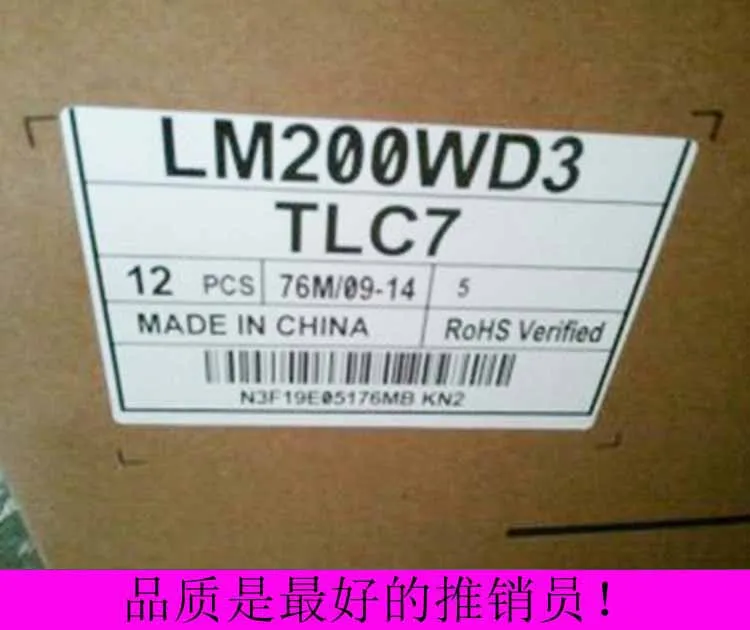 LM200WD3
TLC7
12 PCS 76M/09-14 5
MADE IN CHINA RoHS Verified
N3F19E05176MB KN2
品质是最好的推销员！